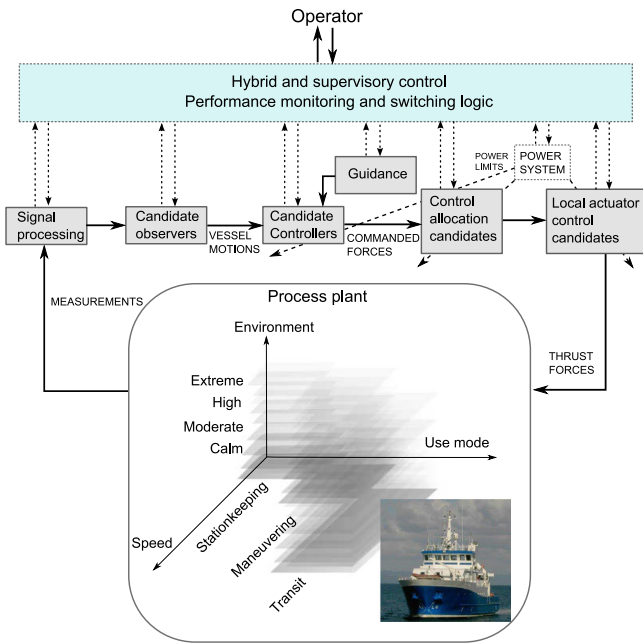 Operator
Hybrid and supervisory control
Performance monitoring and switching logic
POWER
LIMITS
POWER
SYSTEM
Guidance
Signal
processing
Candidate
observers
VESSEL
MOTIONS
Candidate
Controllers
COMMANDED
FORCES
Control
allocation
candidates
Local actuator
control
candidates
MEASUREMENTS
THRUST
FORCES
Process plant
Environment
Extreme
High
Moderate
Calm
Use mode
Speed
Stationkeeping
Maneuvering
Transit